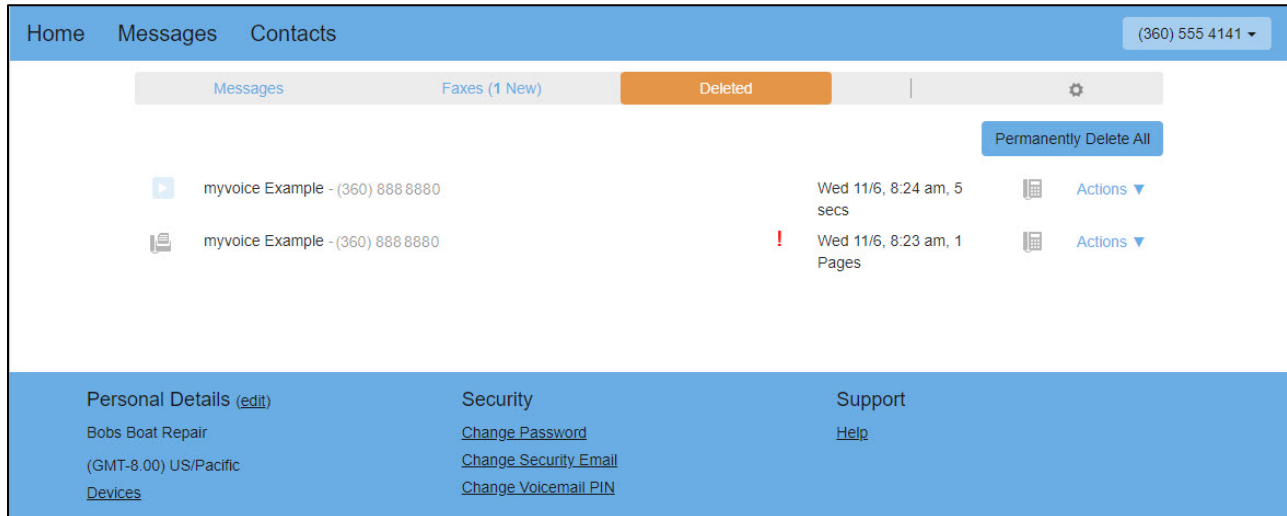 Home Messages Contacts (360) 555 4141
Messages Faxes (1 New) Deleted
Permanently Delete All
myvoice Example - (360) 888 8880 Wed 11/6, 8:24 am, 5 Actions ▼
secs
myvoice Example - (360) 888 8880 ! Wed 11/6, 8:23 am, 1 Actions ▼
Pages
Personal Details (edit) Security Support
Bobs Boat Repair Change Password Help
(GMT-8.00) US/Pacific Change Security Email
Devices Change Voicemail PIN